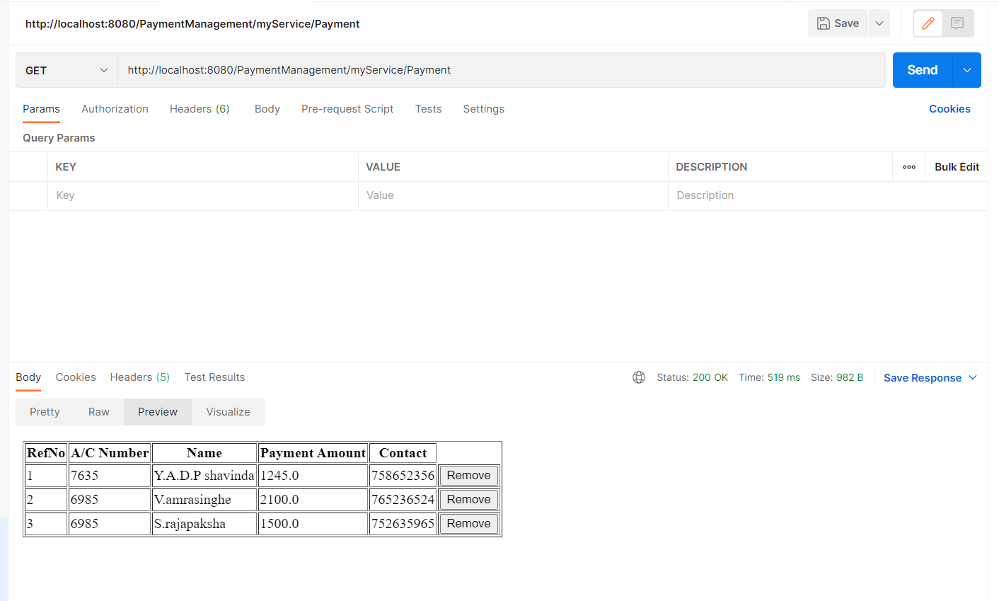 http://localhost:8080/PaymentManagement/myService/Payment
Save
GET
http://localhost:8080/PaymentManagement/myService/Payment
Send
Params Authorization Headers (6) Body Pre-request Script Tests Settings Cookies
Query Params
KEY VALUE DESCRIPTION ooo Bulk Edit
Key Value Description
Body Cookies Headers (5) Test Results Status: 200 OK Time: 519 ms Size: 982 B Save Response
Pretty Raw Preview Visualize
RefNo A/C Number Name Payment Amount Contact
1 7635 Y.A.D.P shavinda 1245.0 758652356 Remove
2 6985 V.amrasinghe 2100.0 765236524 Remove
3 6985 S.rajapaksha 1500.0 752635965 Remove